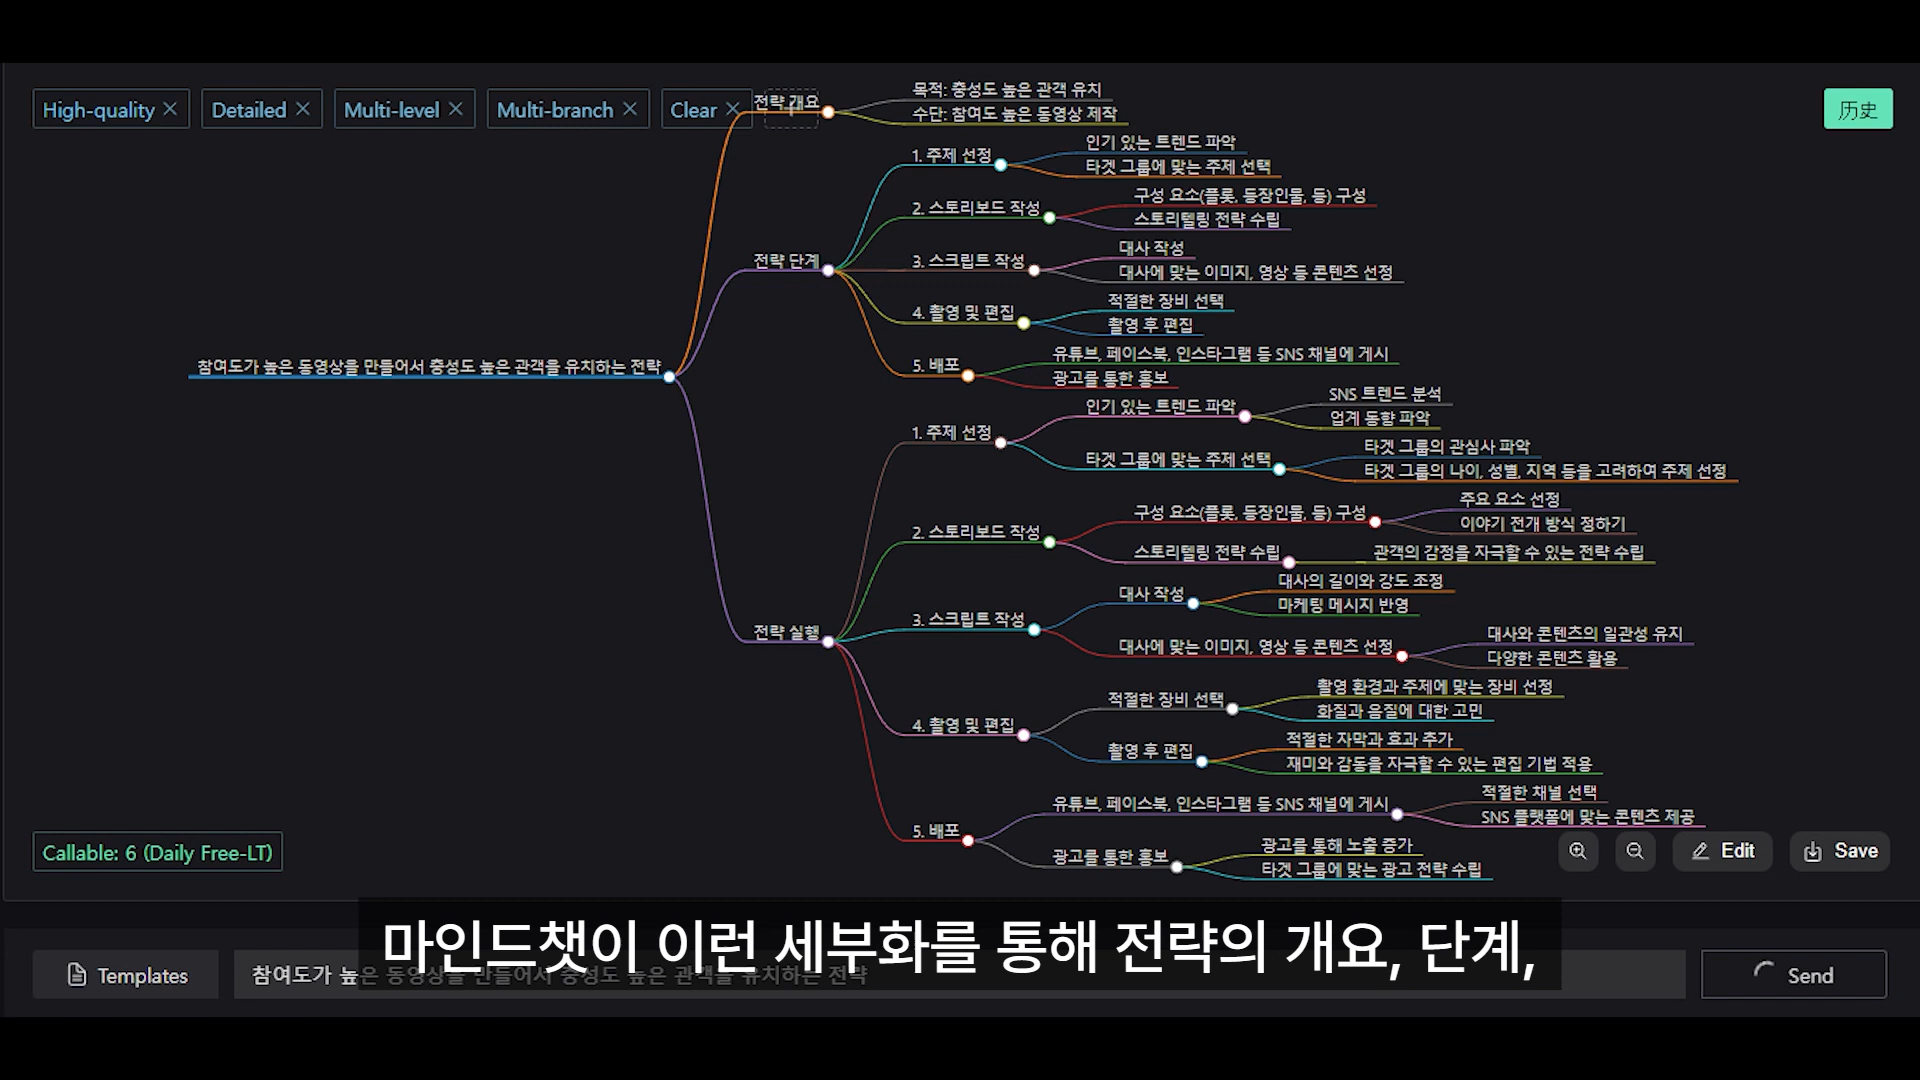 High-quality ×
Detailed ×
Multi-level ×
Multi-branch ×
Clear ×
历史
참여도가 높은 동영상을 만들어서 충성도 높은 관객을 유치하는 전략
전략 개요
목적: 충성도 높은 관객 유치
수단: 참여도 높은 동영상 제작
전략 단계
1. 주제 선정
인기 있는 트렌드 파악
타겟 그룹에 맞는 주제 선택
2. 스토리보드 작성
구성 요소(플롯, 등장인물, 등) 구성
스토리텔링 전략 수립
3. 스크립트 작성
대사 작성
대사에 맞는 이미지, 영상 등 콘텐츠 선정
4. 촬영 및 편집
적절한 장비 선택
촬영 후 편집
5. 배포
유튜브, 페이스북, 인스타그램 등 SNS 채널에 게시
광고를 통한 홍보
전략 실행
1. 주제 선정
인기 있는 트렌드 파악
SNS 트렌드 분석
업계 동향 파악
타겟 그룹에 맞는 주제 선택
타겟 그룹의 관심사 파악
타겟 그룹의 나이, 성별, 지역 등을 고려하여 주제 선정
2. 스토리보드 작성
구성 요소(플롯, 등장인물, 등) 구성
주요 요소 선정
이야기 전개 방식 정하기
스토리텔링 전략 수립
관객의 감정을 자극할 수 있는 전략 수립
3. 스크립트 작성
대사 작성
대사의 길이와 강도 조정
마케팅 메시지 반영
대사에 맞는 이미지, 영상 등 콘텐츠 선정
대사와 콘텐츠의 일관성 유지
다양한 콘텐츠 활용
4. 촬영 및 편집
적절한 장비 선택
촬영 환경과 주제에 맞는 장비 선정
화질과 음질에 대한 고민
촬영 후 편집
적절한 자막과 효과 추가
재미와 감동을 자극할 수 있는 편집 기법 적용
5. 배포
유튜브, 페이스북, 인스타그램 등 SNS 채널에 게시
적절한 채널 선택
SNS 플랫폼에 맞는 콘텐츠 제공
광고를 통한 홍보
광고를 통해 노출 증가
타겟 그룹에 맞는 광고 전략 수립
Callable: 6 (Daily Free-LT)
Edit
Save
마인드챗이 이런 세부화를 통해 전략의 개요, 단계,
Templates
참여도가 높은 동영상을 만들어서 충성도 높은 관객을 유치하는 전략
Send